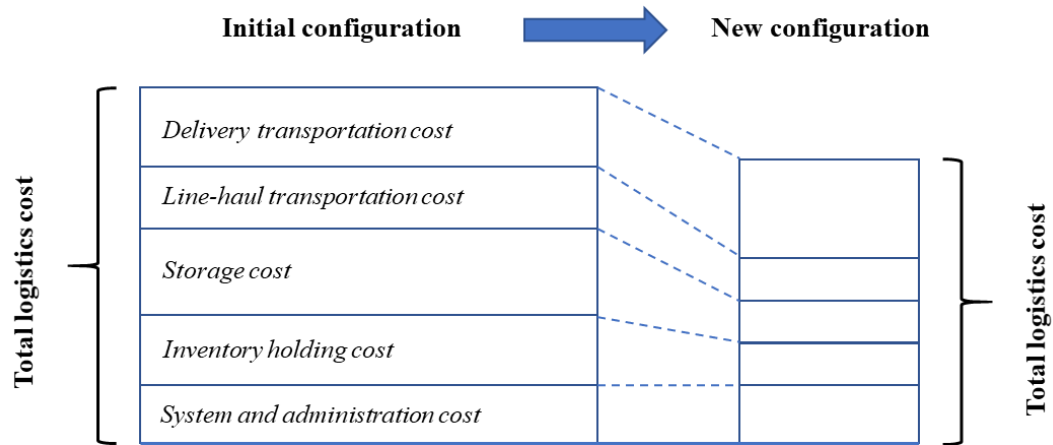 Initial configuration
New configuration
Total logistics cost
Delivery transportation cost
Line-haul transportation cost
Storage cost
Inventory holding cost
System and administration cost
Total logistics cost